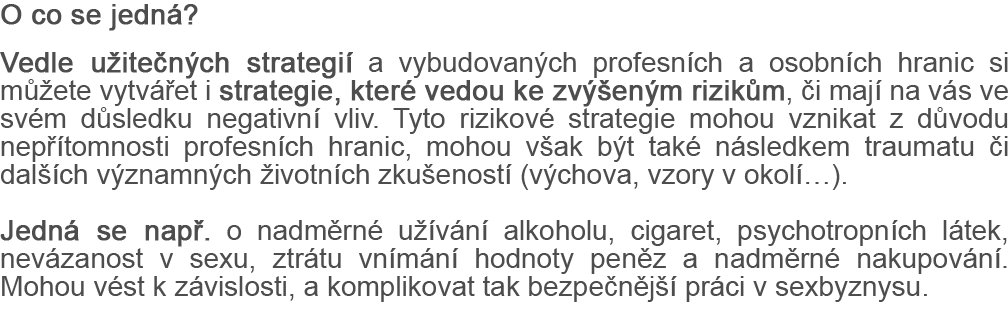 O co se jedná?
Vedle užitečných strategií a vybudovaných profesních a osobních hranic si
můžete vytvářet i strategie, které vedou ke zvýšeným rizikům, či mají na vás ve
svém důsledku negativní vliv. Tyto rizikové strategie mohou vznikat z důvodu
nepřítomnosti profesních hranic, mohou však být také následkem traumatu či
dalších významných životních zkušeností (výchova, vzory v okolí…).
Jedná se např. o nadměrné užívání alkoholu, cigaret, psychotropních látek,
nevázanost v sexu, ztrátu vnímání hodnoty peněz a nadměrné nakupování.
Mohou vést k závislosti, a komplikovat tak bezpečnější práci v sexbyznysu.